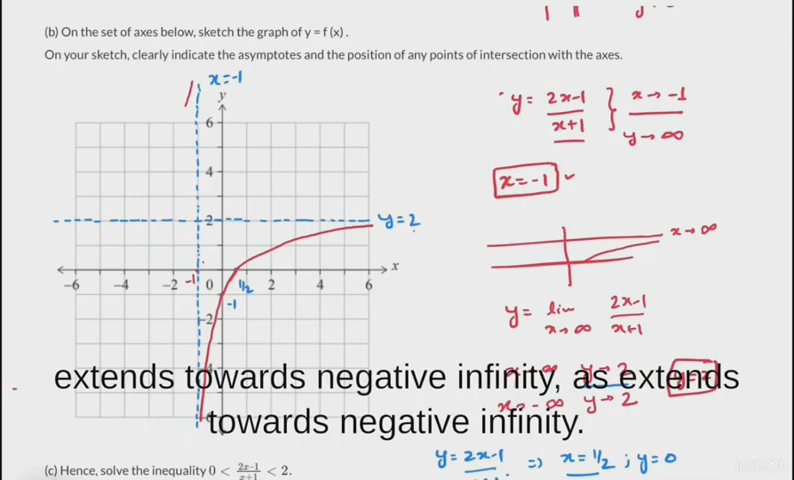 (b) On the set of axes below, sketch the graph of y = f (x).
On your sketch, clearly indicate the asymptotes and the position of any points of intersection with the axes.
x=-1
y
6
4
2
y=2
-6 -4 -2 -1 0 1/2 2 4 6 x
-1
-2
y= 2x-1/x+1 } x→-1
y→∞
x=-1
x→∞
y= lim x→∞ 2x-1/x+1
y→2
x→-∞ y→2
extends towards negative infinity, as extends
towards negative infinity.
y=2x-1 => x=1/2 ; y=0
(c) Hence, solve the inequality 0 < 2x-1/x+1 < 2.